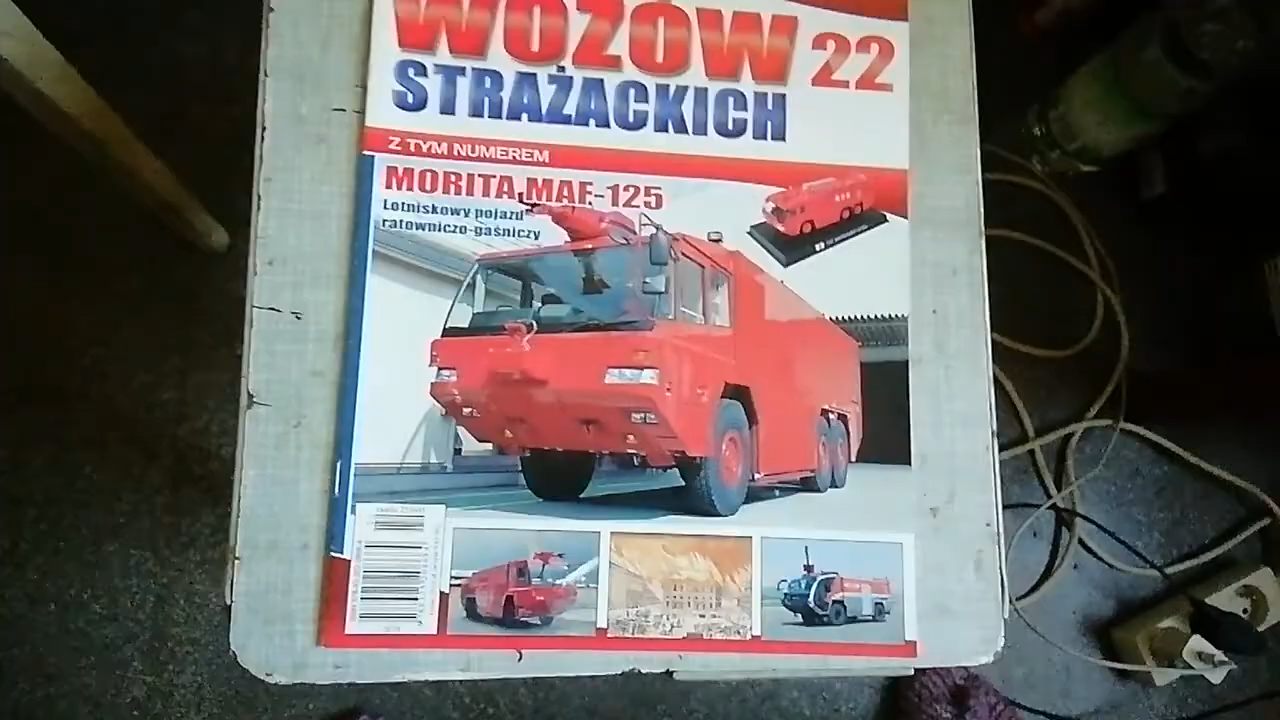 WOZÓW 22
STRAŻACKICH
Z TYM NUMEREM
MORITA MAF-125
Lotniskowy pojazd
ratowniczo-gaśniczy